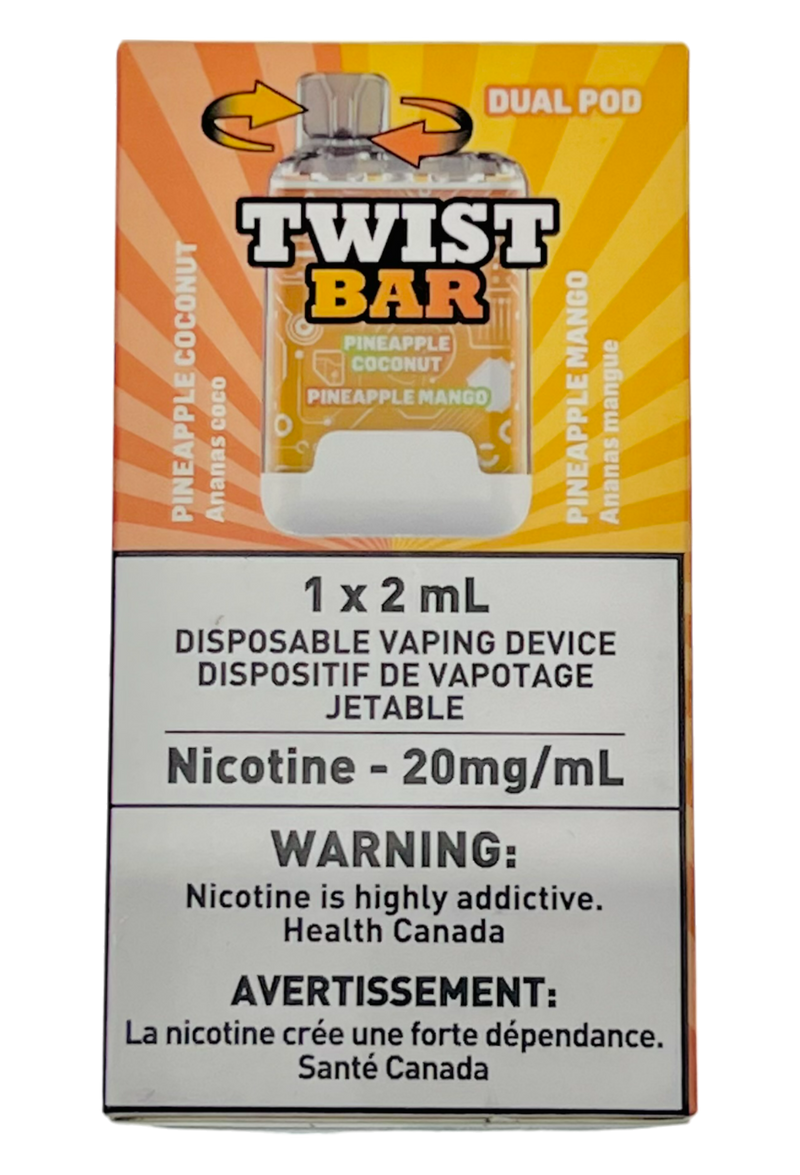 DUAL POD
TWIST
BAR
PINEAPPLE
COCONUT
PINEAPPLE MANGO
PINEAPPLE COCONUT
Ananas coco
PINEAPPLE MANGO
Ananas mangue
1 x 2 mL
DISPOSABLE VAPING DEVICE
DISPOSITIF DE VAPOTAGE
JETABLE
Nicotine - 20mg/mL
WARNING:
Nicotine is highly addictive.
Health Canada
AVERTISSEMENT:
La nicotine crée une forte dépendance.
Santé Canada